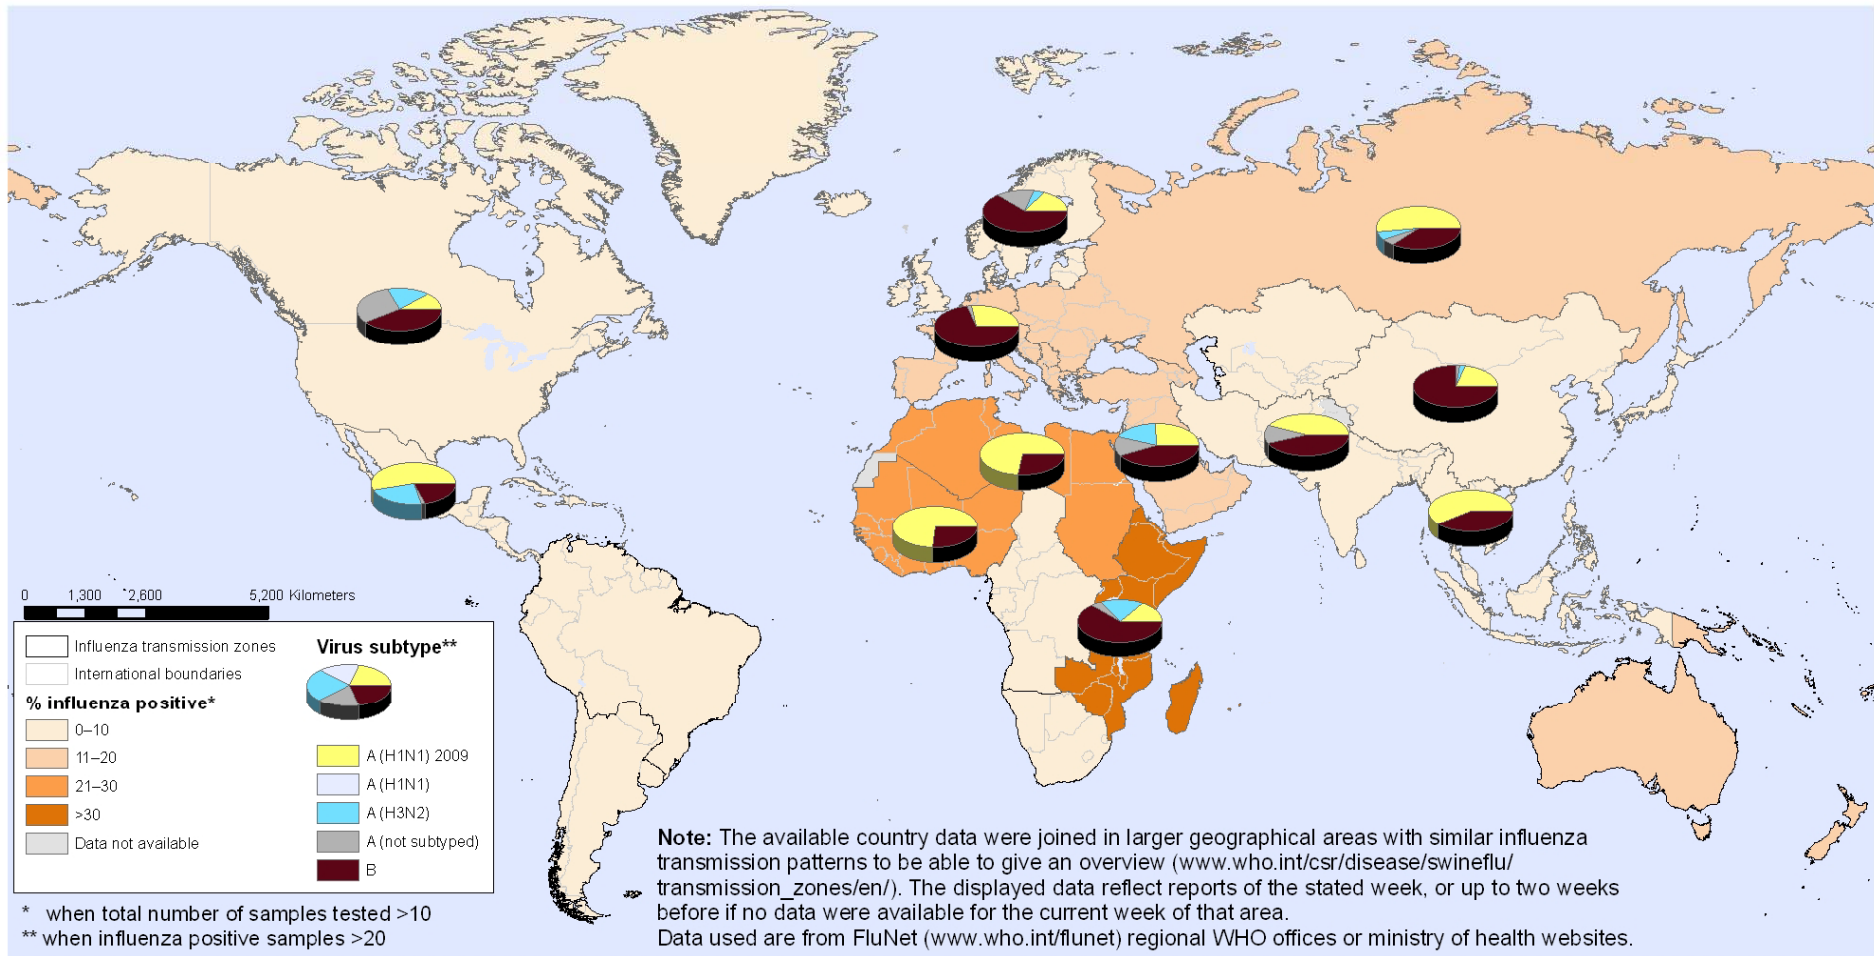 0 1,300 2,600 5,200 Kilometers
Influenza transmission zones
International boundaries
% influenza positive*
0–10
11–20
21–30
>30
Data not available
Virus subtype**
A (H1N1) 2009
A (H1N1)
A (H3N2)
A (not subtyped)
B
* when total number of samples tested >10
** when influenza positive samples >20
Note: The available country data were joined in larger geographical areas with similar influenza
transmission patterns to be able to give an overview (www.who.int/csr/disease/swineflu/
transmission_zones/en/). The displayed data reflect reports of the stated week, or up to two weeks
before if no data were available for the current week of that area.
Data used are from FluNet (www.who.int/flunet) regional WHO offices or ministry of health websites.